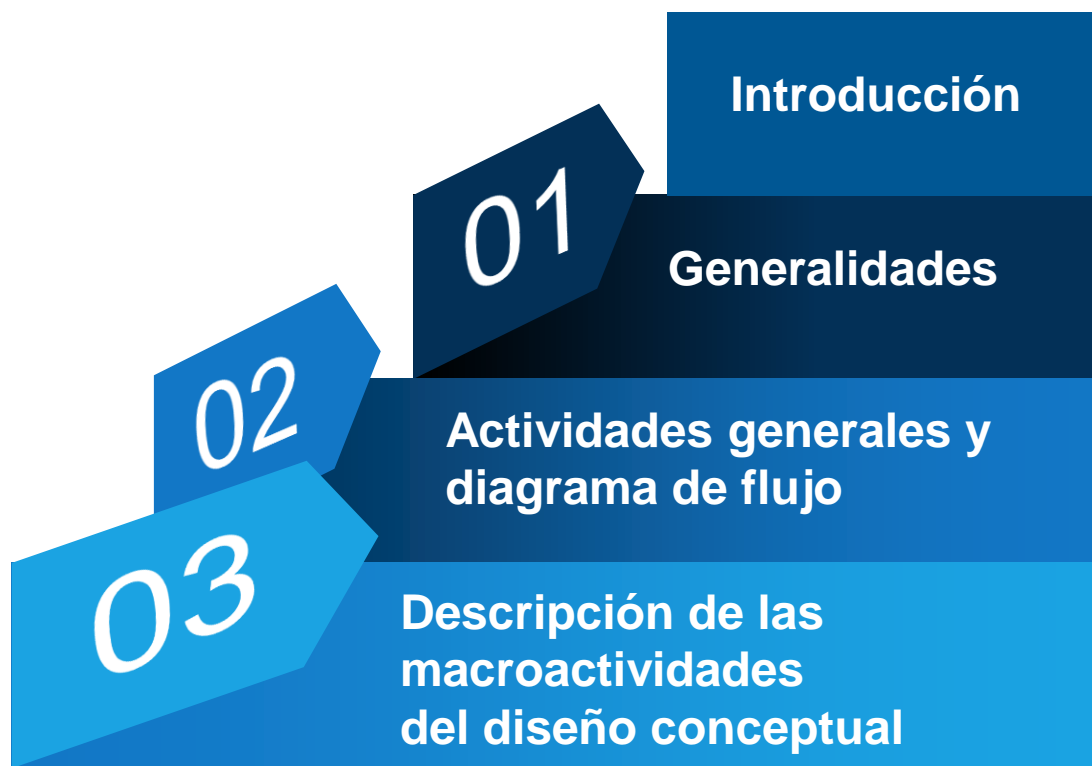 Introducción
01
Generalidades
02
Actividades generales y
diagrama de flujo
03
Descripción de las
macroactividades
del diseño conceptual